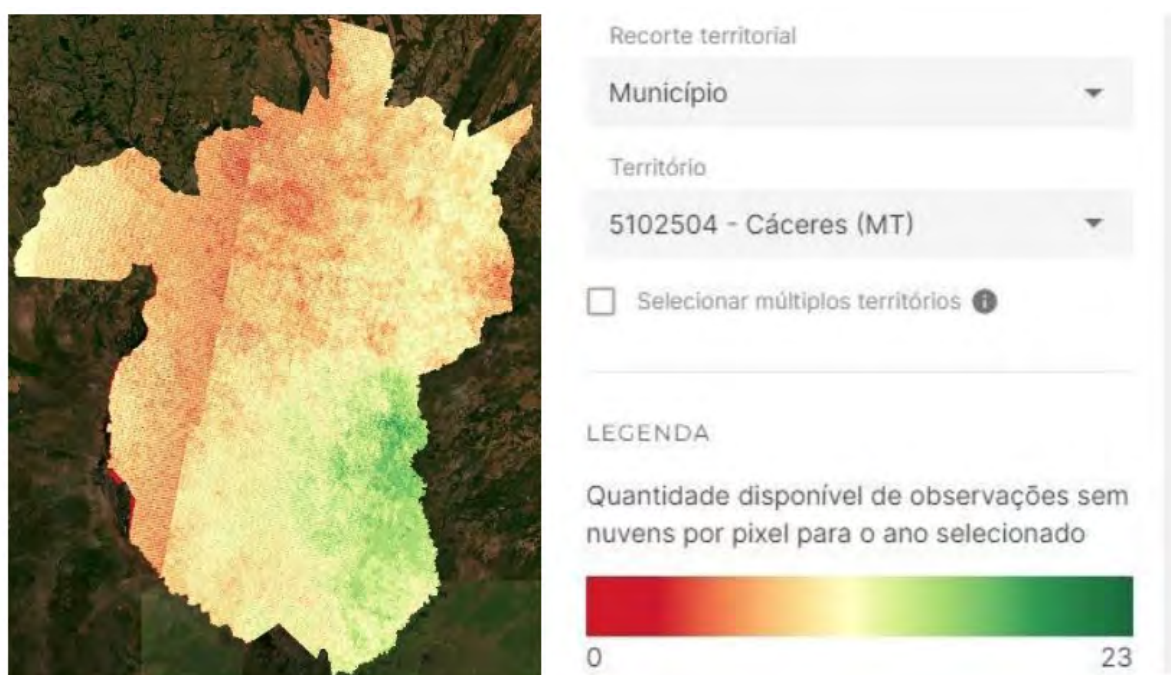 Recorte territorial
Município
Território
5102504 - Cáceres (MT)
Selecionar múltiplos territórios
LEGENDA
Quantidade disponível de observações sem
nuvens por pixel para o ano selecionado
0 23